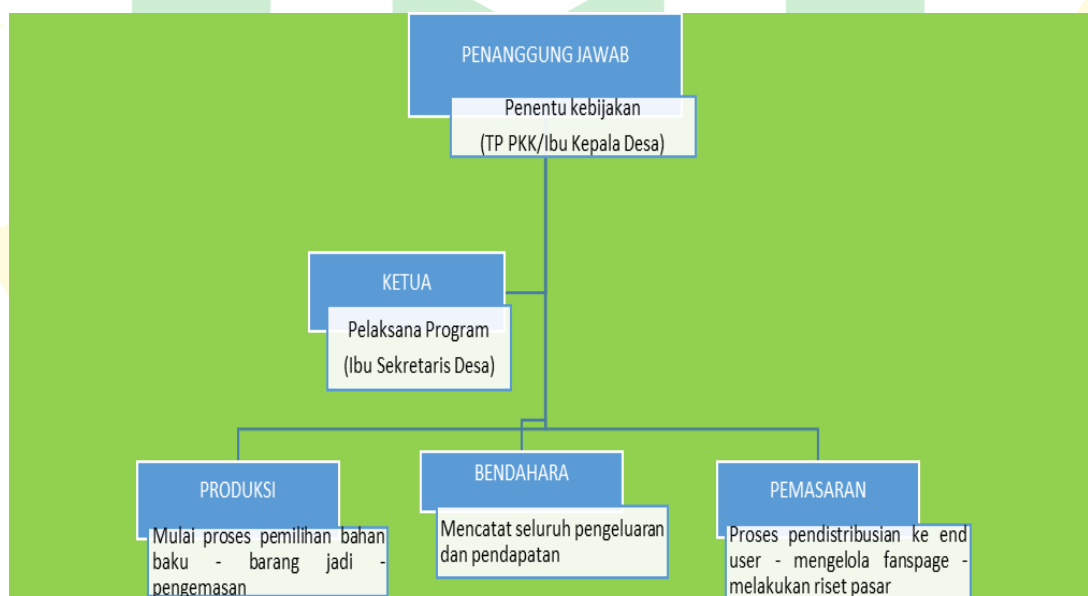 PENANGGUNG JAWAB
Penentu kebijakan
(TP PKK/Ibu Kepala Desa)
KETUA
Pelaksana Program
(Ibu Sekretaris Desa)
PRODUKSI
Mulai proses pemilihan bahan
baku - barang jadi -
pengemasan
BENDAHARA
Mencatat seluruh pengeluaran
dan pendapatan
PEMASARAN
Proses pendistribusian ke end
user - mengelola fanspage -
melakukan riset pasar